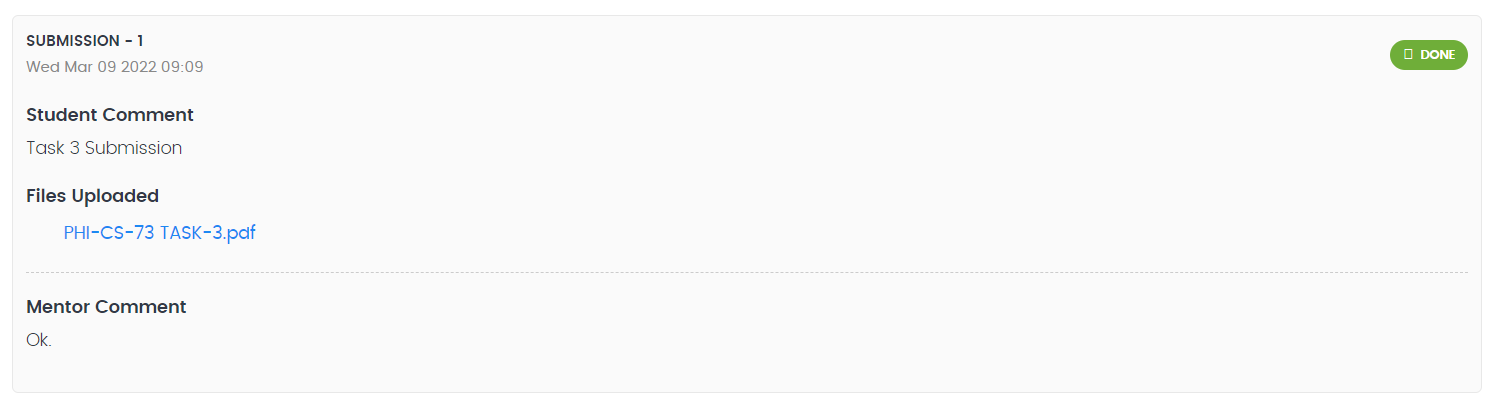 SUBMISSION - 1
Wed Mar 09 2022 09:09
DONE
Student Comment
Task 3 Submission
Files Uploaded
PHI-CS-73 TASK-3.pdf
Mentor Comment
Ok.